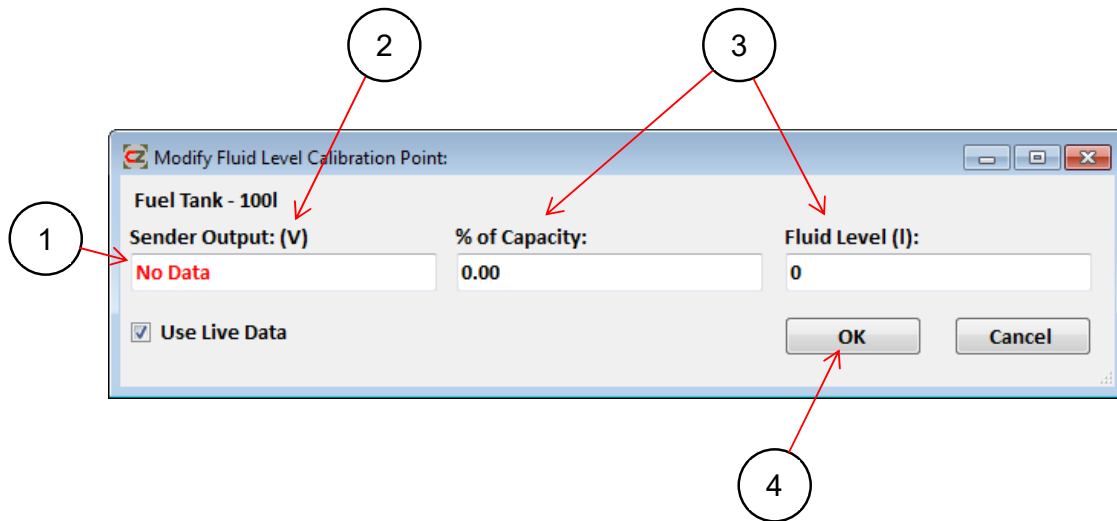 2
3
Modify Fluid Level Calibration Point:
Fuel Tank - 100l
1
Sender Output: (V)
% of Capacity:
Fluid Level (l):
No Data
0.00
0
Use Live Data
OK
Cancel
4